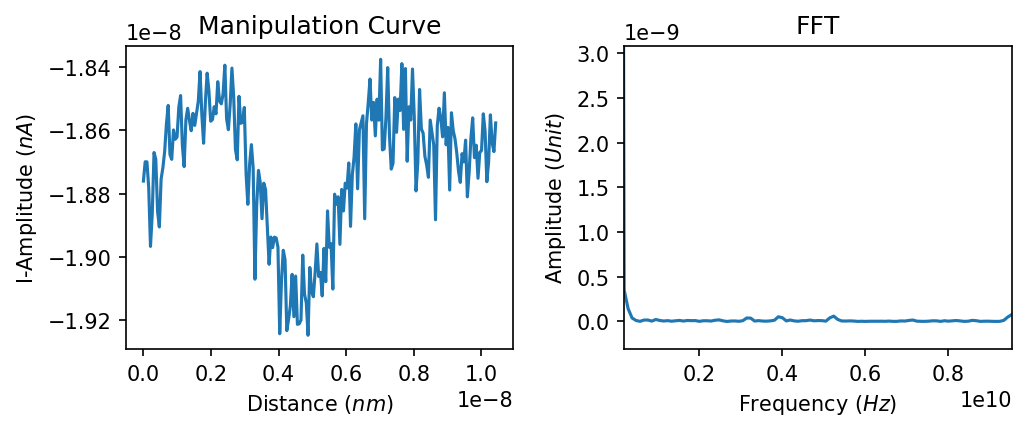 Manipulation Curve
1e−8
−1.84
−1.86
−1.88
−1.90
−1.92
I-Amplitude (nA)
0.0 0.2 0.4 0.6 0.8 1.0
1e−8
Distance (nm)
FFT
1e−9
3.0
2.5
2.0
1.5
1.0
0.5
0.0
Amplitude (Unit)
0.2 0.4 0.6 0.8
1e10
Frequency (Hz)